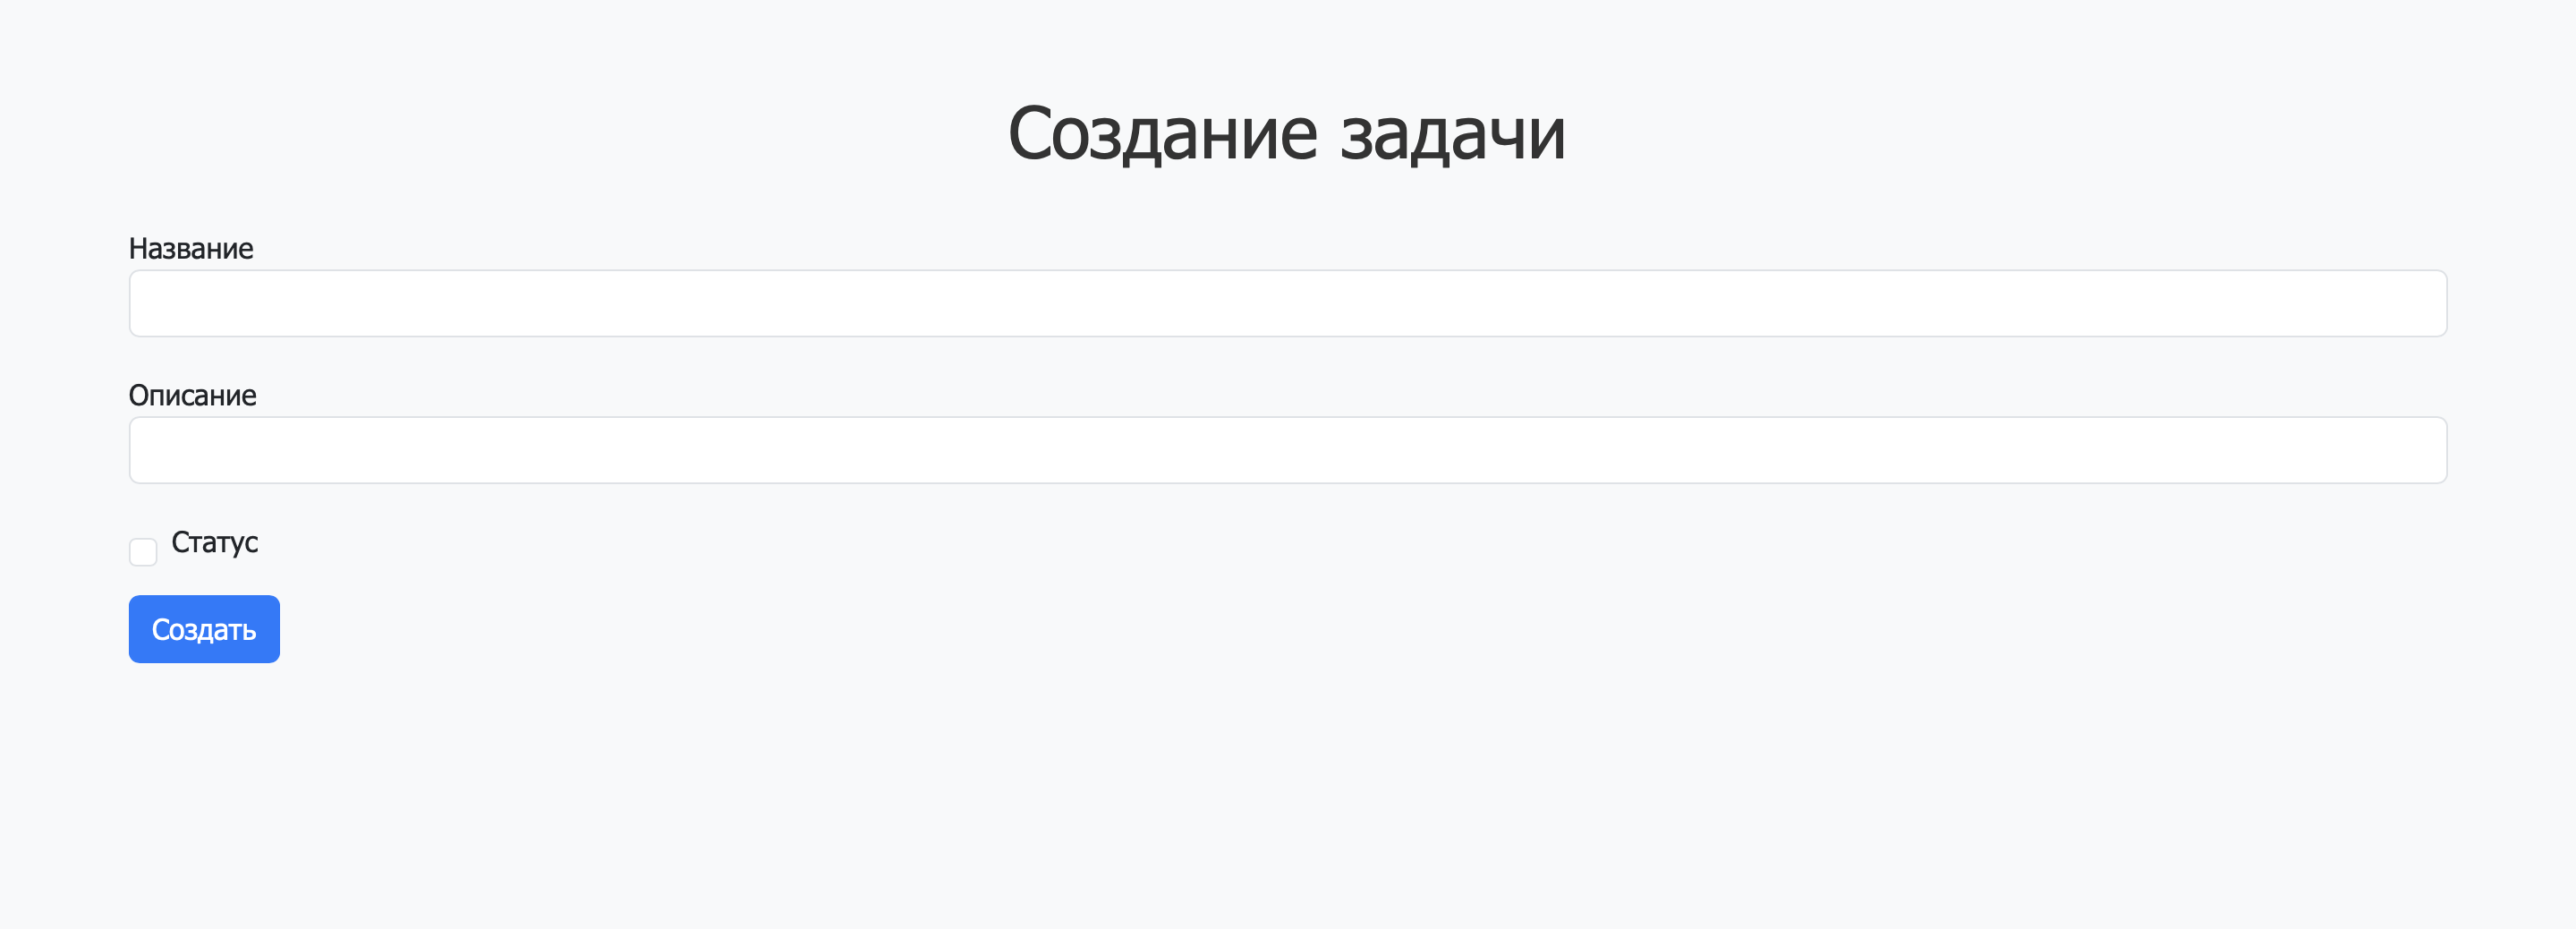 Создание задачи
Название
Описание
Статус
Создать